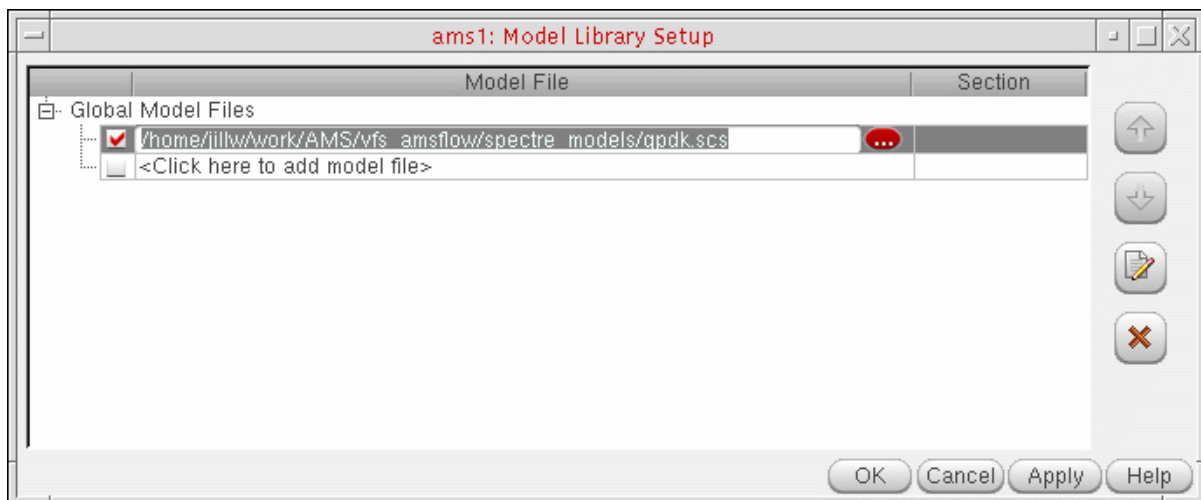 ams1: Model Library Setup
Model File Section
Global Model Files
/home/jillw/work/AMS/vfs_amsflow/spectre_models/gpdk.scs ...
<Click here to add model file>
OK Cancel Apply Help